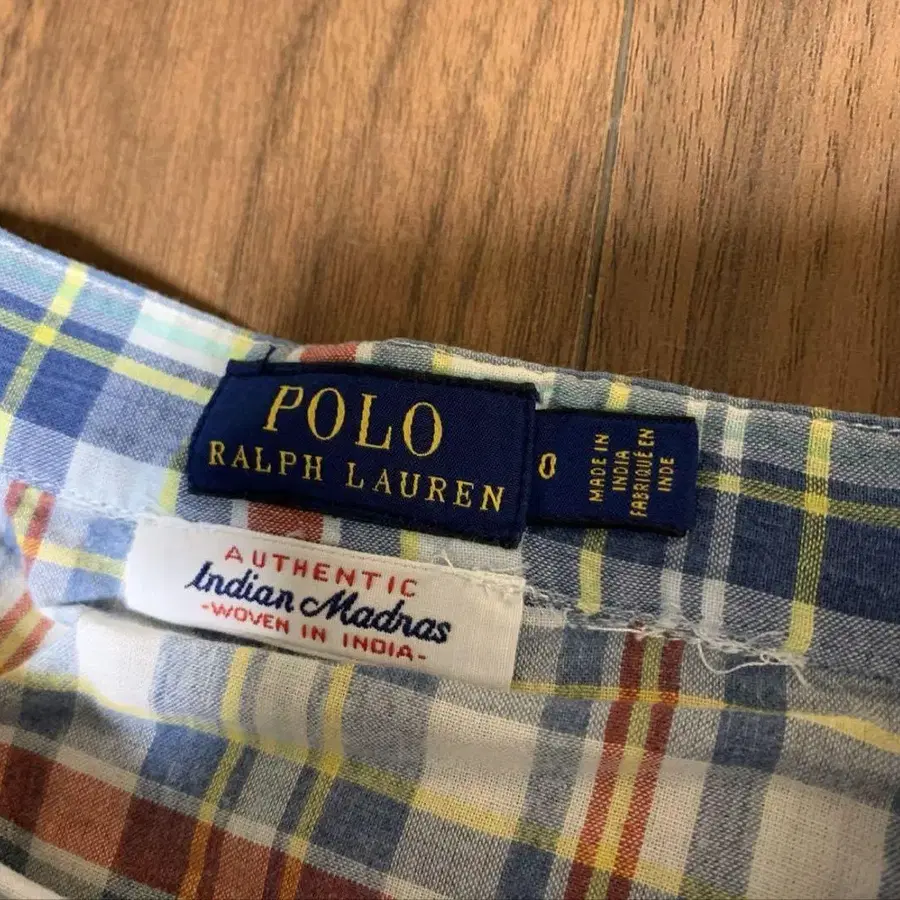 POLO
RALPH LAUREN
0
MADE IN
INDIA
FABRIQUÉ EN
INDE
AUTHENTIC
Indian Madras
-WOVEN IN INDIA-